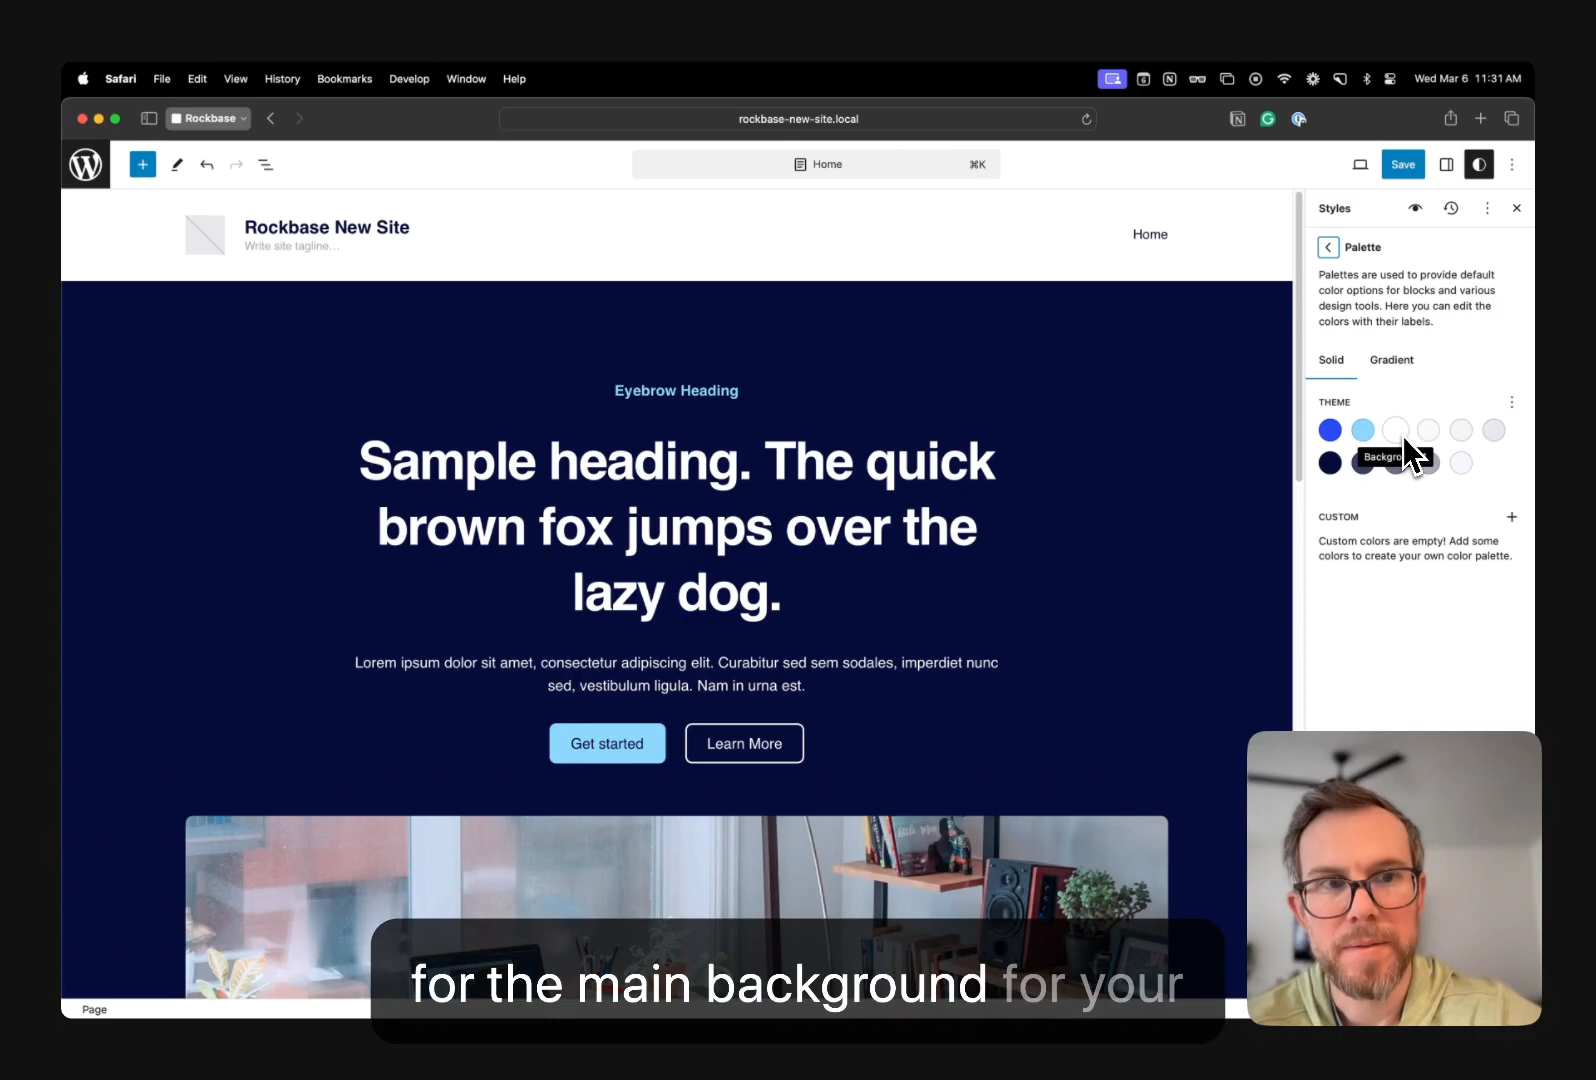 Safari File Edit View History Bookmarks Develop Window Help
Wed Mar 6 11:31 AM
Rockbase
rockbase-new-site.local
Home
⌘K
Save
Rockbase New Site
Write site tagline...
Home
Eyebrow Heading
Sample heading. The quick
brown fox jumps over the
lazy dog.
Lorem ipsum dolor sit amet, consectetur adipiscing elit. Curabitur sed sem sodales, imperdiet nunc
sed, vestibulum ligula. Nam in urna est.
Get started
Learn More
Page
Styles
Palette
Palettes are used to provide default
color options for blocks and various
design tools. Here you can edit the
colors with their labels.
Solid
Gradient
THEME
CUSTOM
Custom colors are empty! Add some
colors to create your own color palette.
for the main background for your